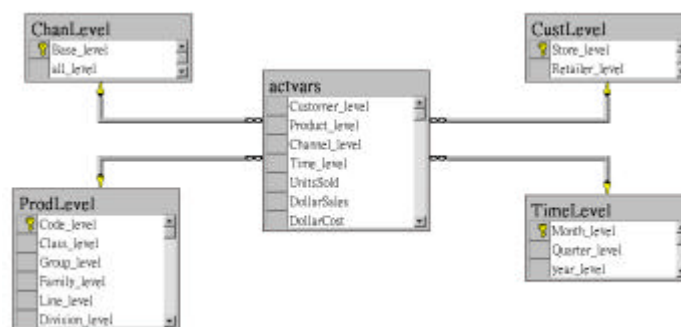 ChanLevel
Base_level
all_level
CustLevel
Store_level
Retailer_level
actvars
Customer_level
Product_level
Channel_level
Time_level
UnitsSold
DollarSales
DollarCost
ProdLevel
Code_level
Class_level
Group_level
Family_level
Line_level
Division_level
TimeLevel
Month_level
Quarter_level
year_level